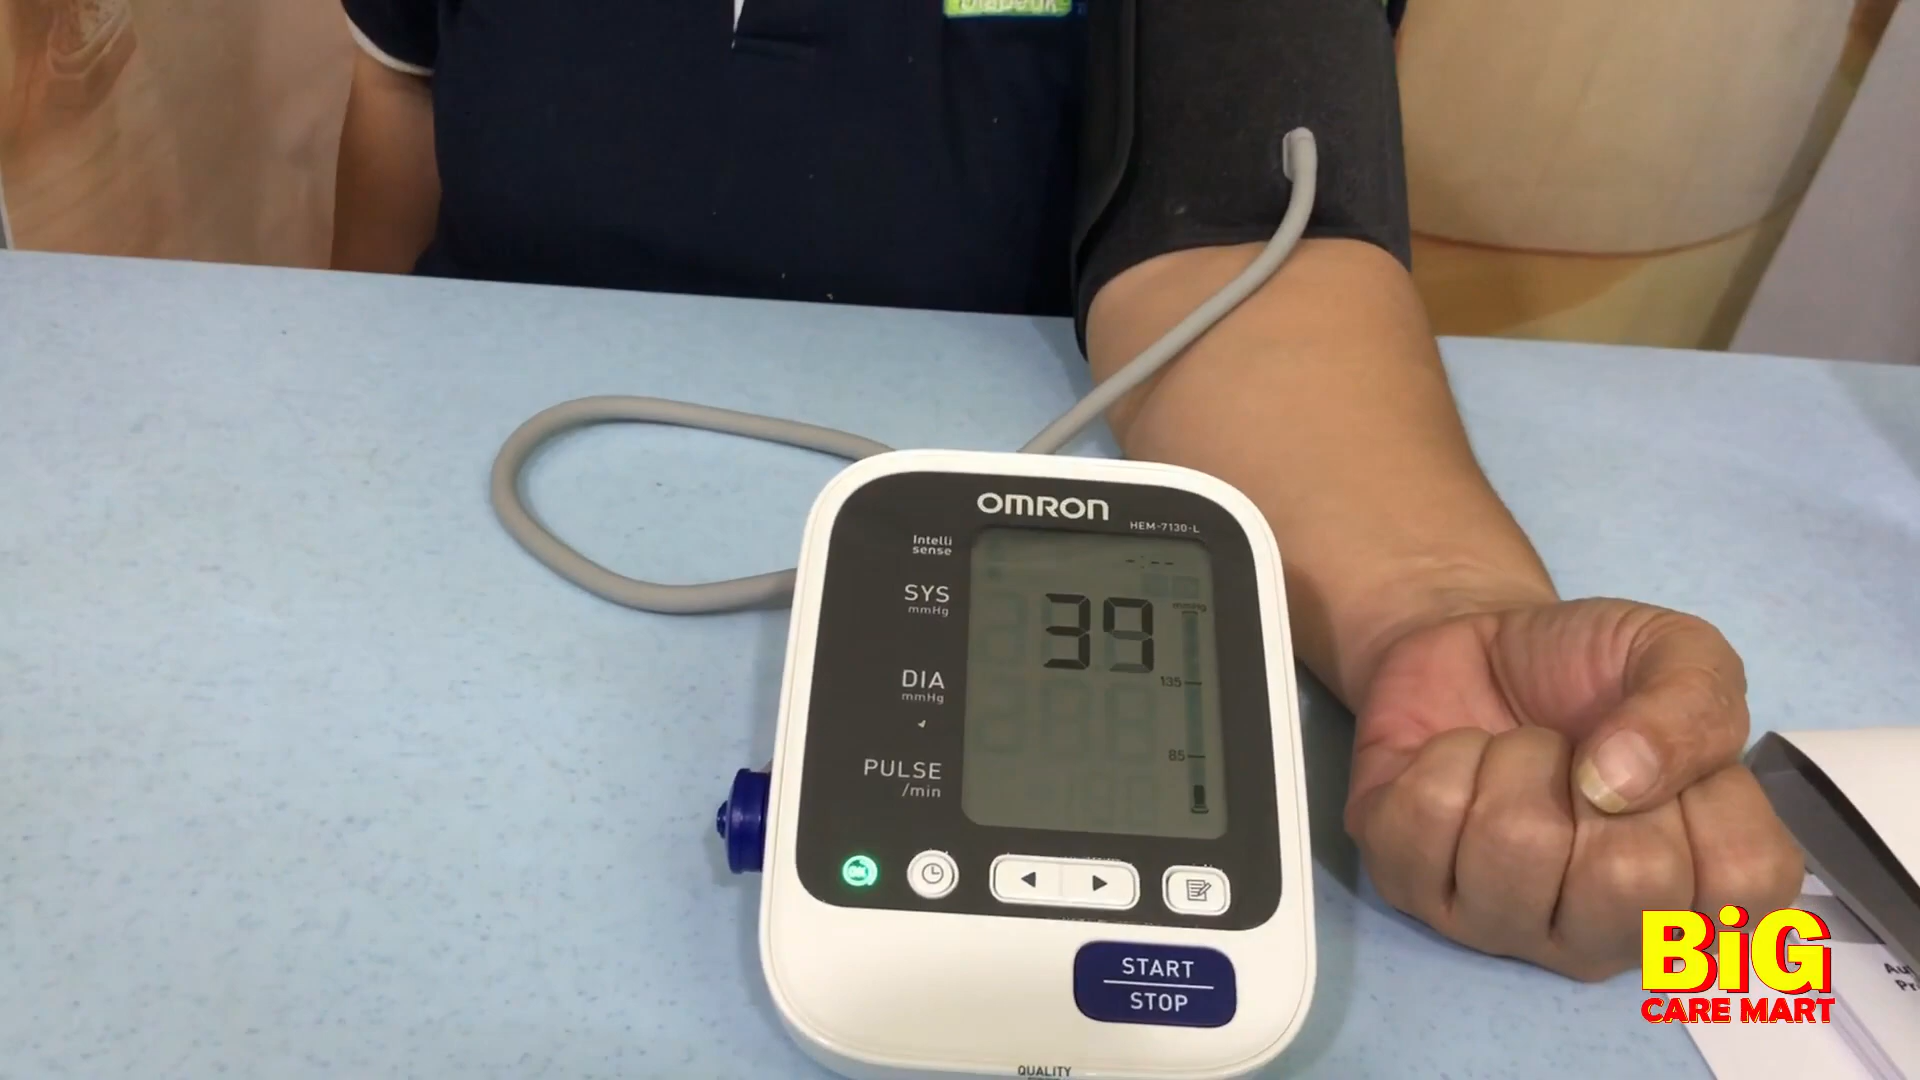 OMRON
HEM-7130-L
Intelli
sense
SYS
mmHg
39
mmHg
135
DIA
mmHg
85
PULSE
/min
OK
START
STOP
QUALITY
BiG
CARE MART